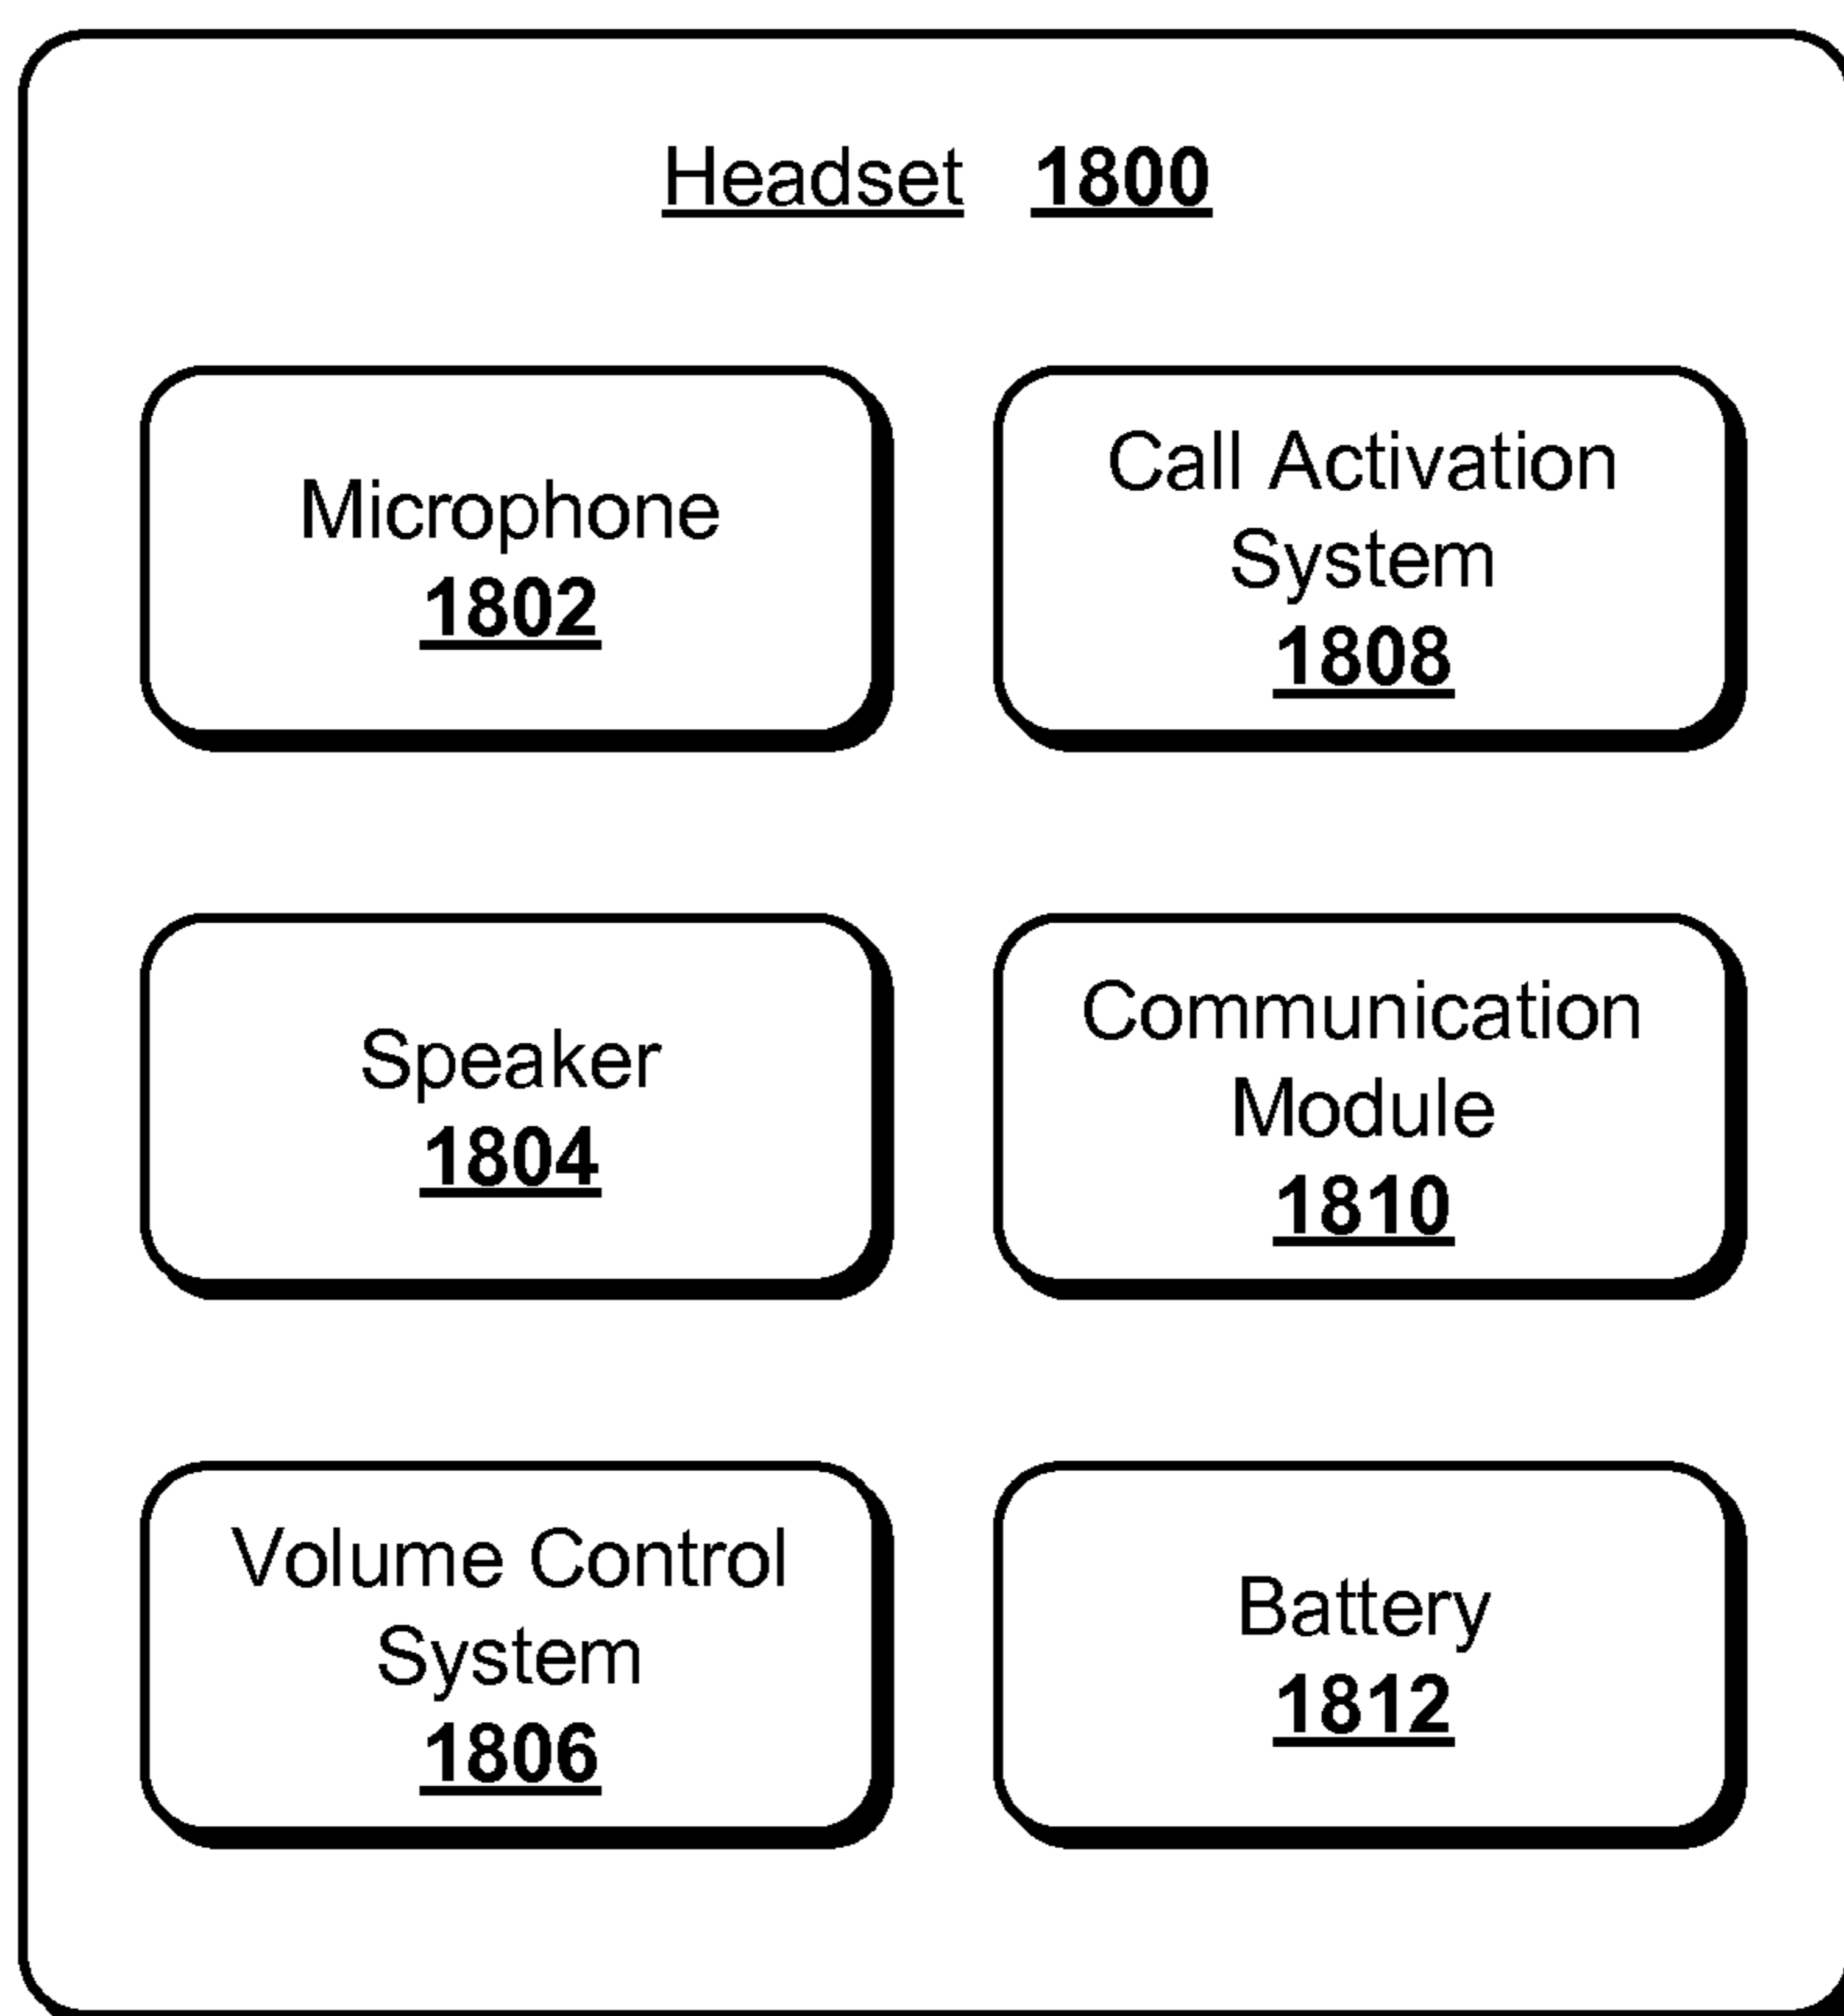 Headset 1800
Microphone
1802
Call Activation
System
1808
Speaker
1804
Communication
Module
1810
Volume Control
System
1806
Battery
1812